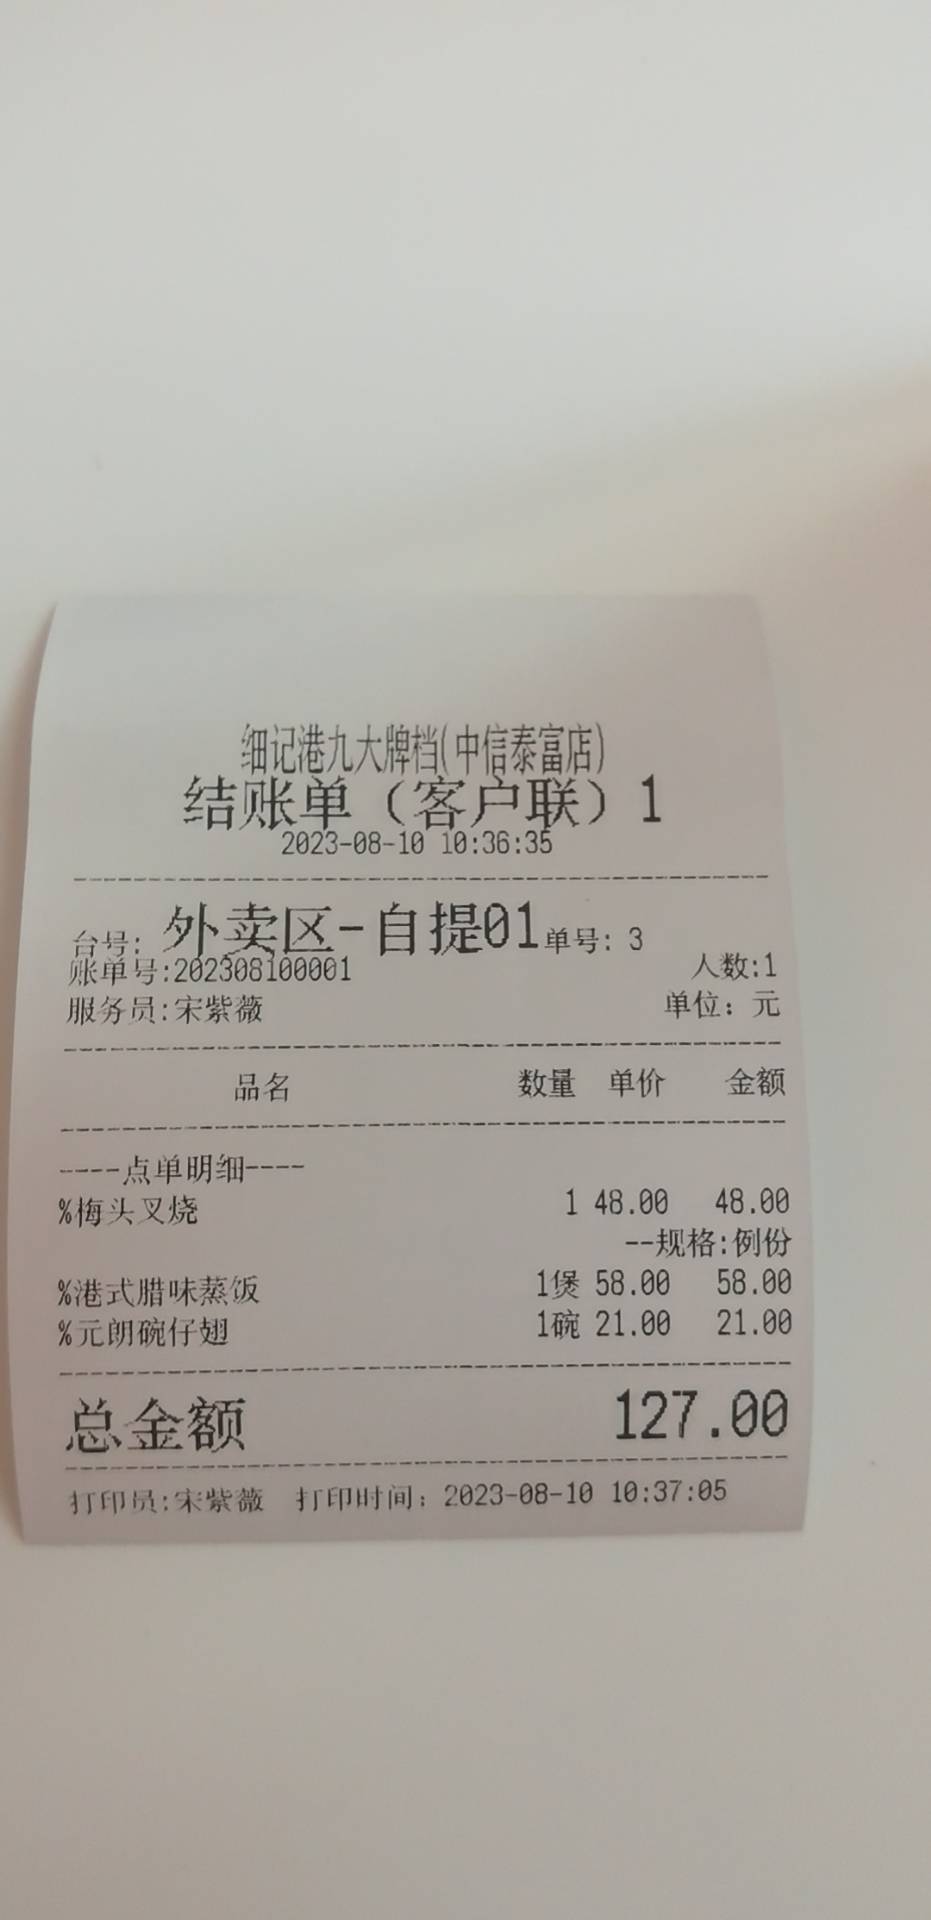 细记港九大牌档(中信泰富店)
结账单（客户联）1
2023-08-10 10:36:35
台号: 外卖区-自提01 单号: 3
账单号:202308100001 人数:1
服务员:宋紫薇 单位: 元
品名 数量 单价 金额
----点单明细----
%梅头叉烧 1 48.00 48.00
--规格:例份
%港式腊味蒸饭 1煲 58.00 58.00
%元朗碗仔翅 1碗 21.00 21.00
总金额 127.00
打印员:宋紫薇 打印时间: 2023-08-10 10:37:05